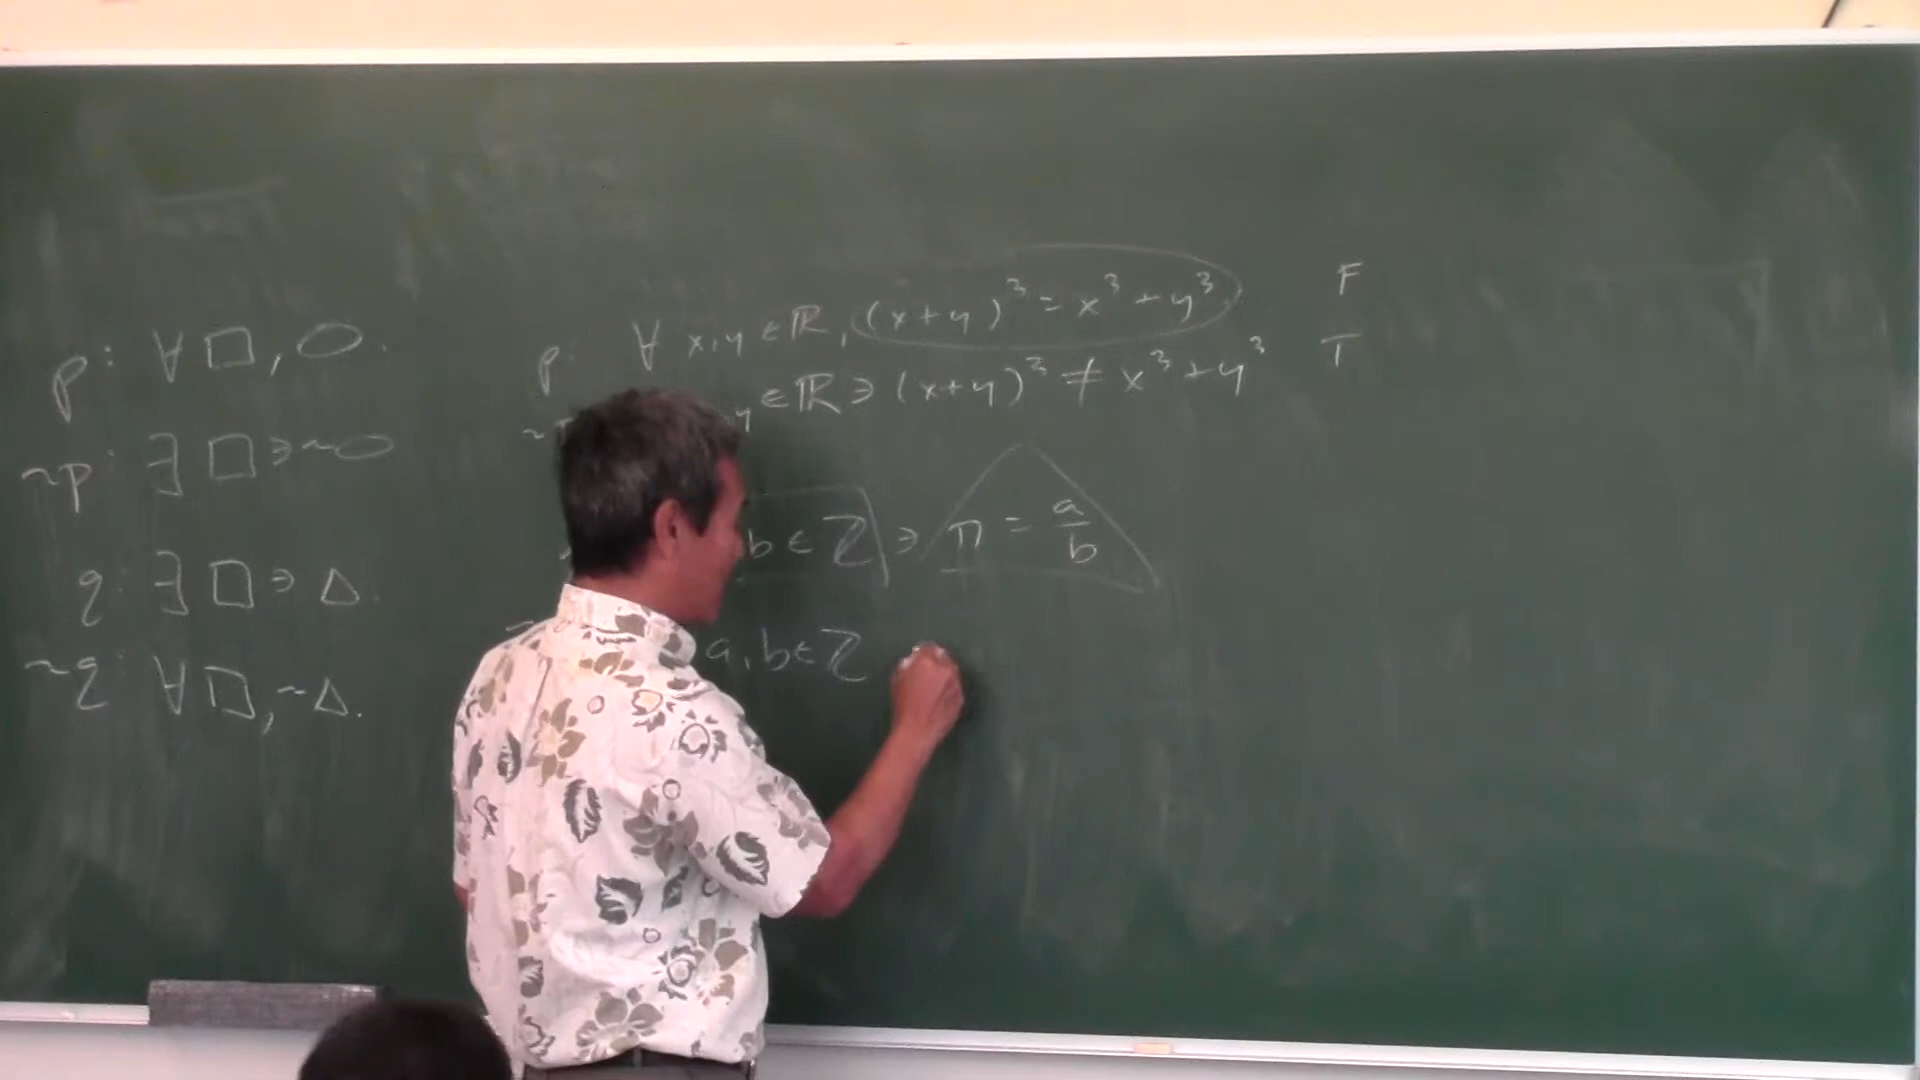 p: ∀ □, ○.
~p: ∃ □ ∋ ~○
q: ∃ □ ∋ △.
~q: ∀ □, ~△.
p: ∀ x,y ∈ ℝ, (x+y)³ = x³ + y³ F
~ y ∈ ℝ ∋ (x+y)³ ≠ x³ + y³ T
b ∈ ℤ ∋ π = a/b
~ a, b ∈ ℤ